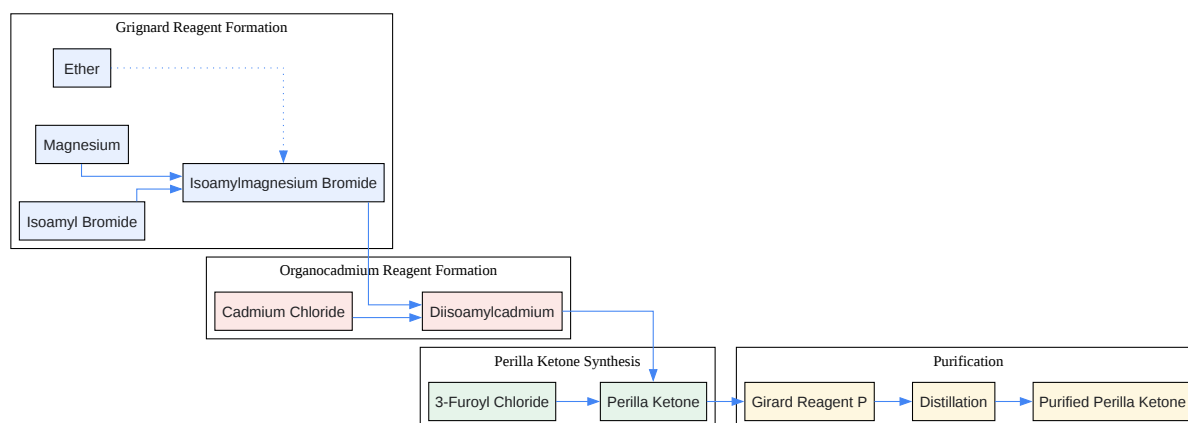 Grignard Reagent Formation
Ether
Magnesium
Isoamylmagnesium Bromide
Isoamyl Bromide
Organocadmium Reagent Formation
Cadmium Chloride
Diisoamylcadmium
Perilla Ketone Synthesis
3-Furoyl Chloride
Perilla Ketone
Purification
Girard Reagent P
Distillation
Purified Perilla Ketone